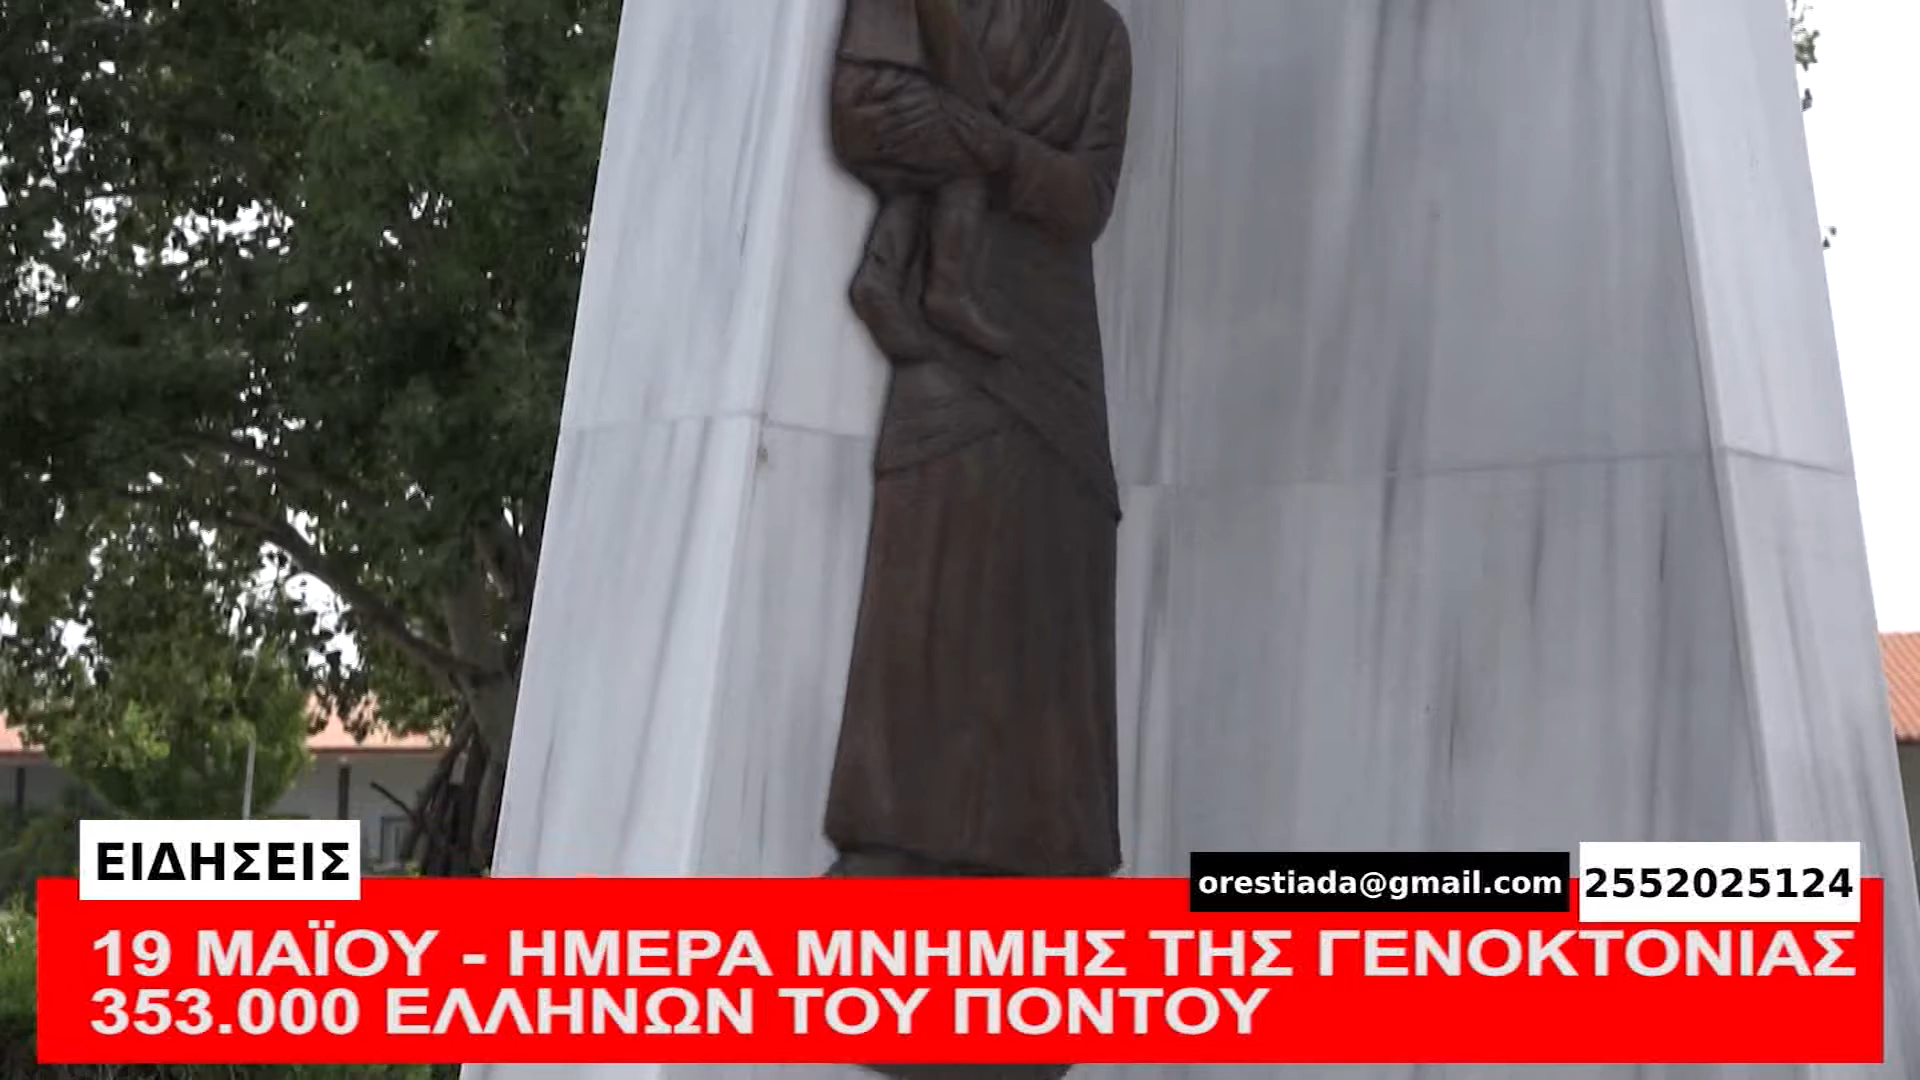 ΕΙΔΗΣΕΙΣ
orestiada@gmail.com
2552025124
19 ΜΑΪΟΥ - ΗΜΕΡΑ ΜΝΗΜΗΣ ΤΗΣ ΓΕΝΟΚΤΟΝΙΑΣ
353.000 ΕΛΛΗΝΩΝ ΤΟΥ ΠΟΝΤΟΥ